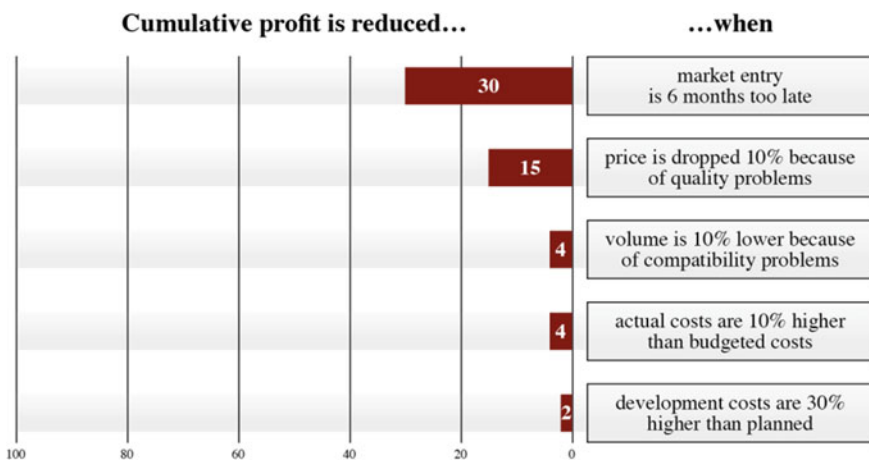 Cumulative profit is reduced…
…when
30
market entry
is 6 months too late
15
price is dropped 10% because
of quality problems
4
volume is 10% lower because
of compatibility problems
4
actual costs are 10% higher
than budgeted costs
2
development costs are 30%
higher than planned
100 80 60 40 20 0